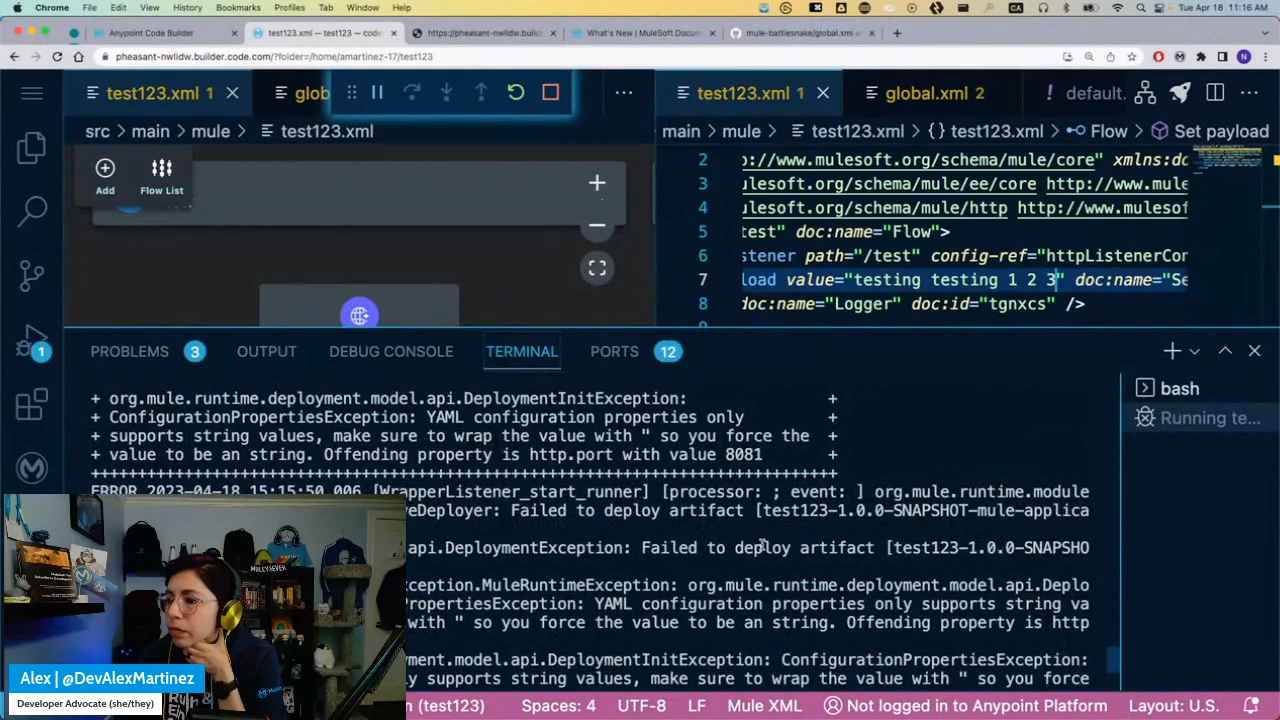 Chrome File Edit View History Bookmarks Profiles Tab Window Help
CA
Tue Apr 18 11:16 AM
Anypoint Code Builder
test123.xml — test123 — code
https://pheasant-nwlidw.builder.c
What's New | MuleSoft Docum
mule-battlesnake/global.xml a
pheasant-nwlidw.builder.code.com/?folder=/home/amartinez-17/test123
N
test123.xml 1
glob
test123.xml 1
global.xml 2
! default.
src > main > mule > test123.xml
main > mule > test123.xml > {} test123.xml > Flow > Set payload
Add
Flow List
2 p://www.mulesoft.org/schema/mule/core" xmlns:do
3 ulesoft.org/schema/mule/ee/core http://www.mulesо
4 ulesoft.org/schema/mule/http http://www.mulesof
5 test" doc:name="Flow">
6 stener path="/test" config-ref="httpListenerCon
7 load value="testing testing 1 2 3" doc:name="Se
8 doc:name="Logger" doc:id="tgnxcs" />
1
PROBLEMS 3
OUTPUT
DEBUG CONSOLE
TERMINAL
PORTS 12
bash
Running te...
+ org.mule.runtime.deployment.model.api.DeploymentInitException: +
+ ConfigurationPropertiesException: YAML configuration properties only +
+ supports string values, make sure to wrap the value with " so you force the +
+ value to be an string. Offending property is http.port with value 8081 +
++++++++++++++++++++++++++++++++++++++++++++++++++++++++++++++++++++++++++++++++
ERROR 2023-04-18 15:15:50,006 [WrapperListener_start_runner] [processor: ; event: ] org.mule.runtime.module
veDeployer: Failed to deploy artifact [test123-1.0.0-SNAPSHOT-mule-applica
api.DeploymentException: Failed to deploy artifact [test123-1.0.0-SNAPSHO
xception.MuleRuntimeException: org.mule.runtime.deployment.model.api.Deplo
PropertiesException: YAML configuration properties only supports string va
with " so you force the value to be an string. Offending property is http
ment.model.api.DeploymentInitException: ConfigurationPropertiesException:
y supports string values, make sure to wrap the value with " so you force
MULEY4EVER
Alex | @DevAlexMartinez
Developer Advocate (she/they)
n (test123)
Spaces: 4
UTF-8
LF
Mule XML
Not logged in to Anypoint Platform
Layout: U.S.